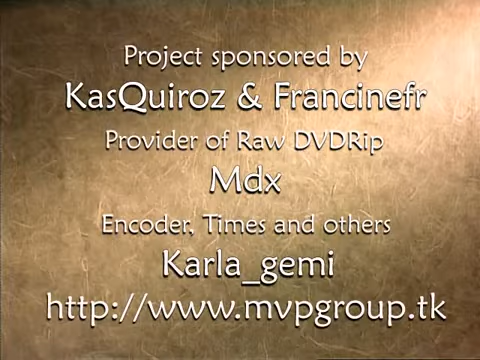 Project sponsored by
KasQuiroz & Francinefr
Provider of Raw DVDRip
Mdx
Encoder, Times and others
Karla_gemi
http://www.mvpgroup.tk